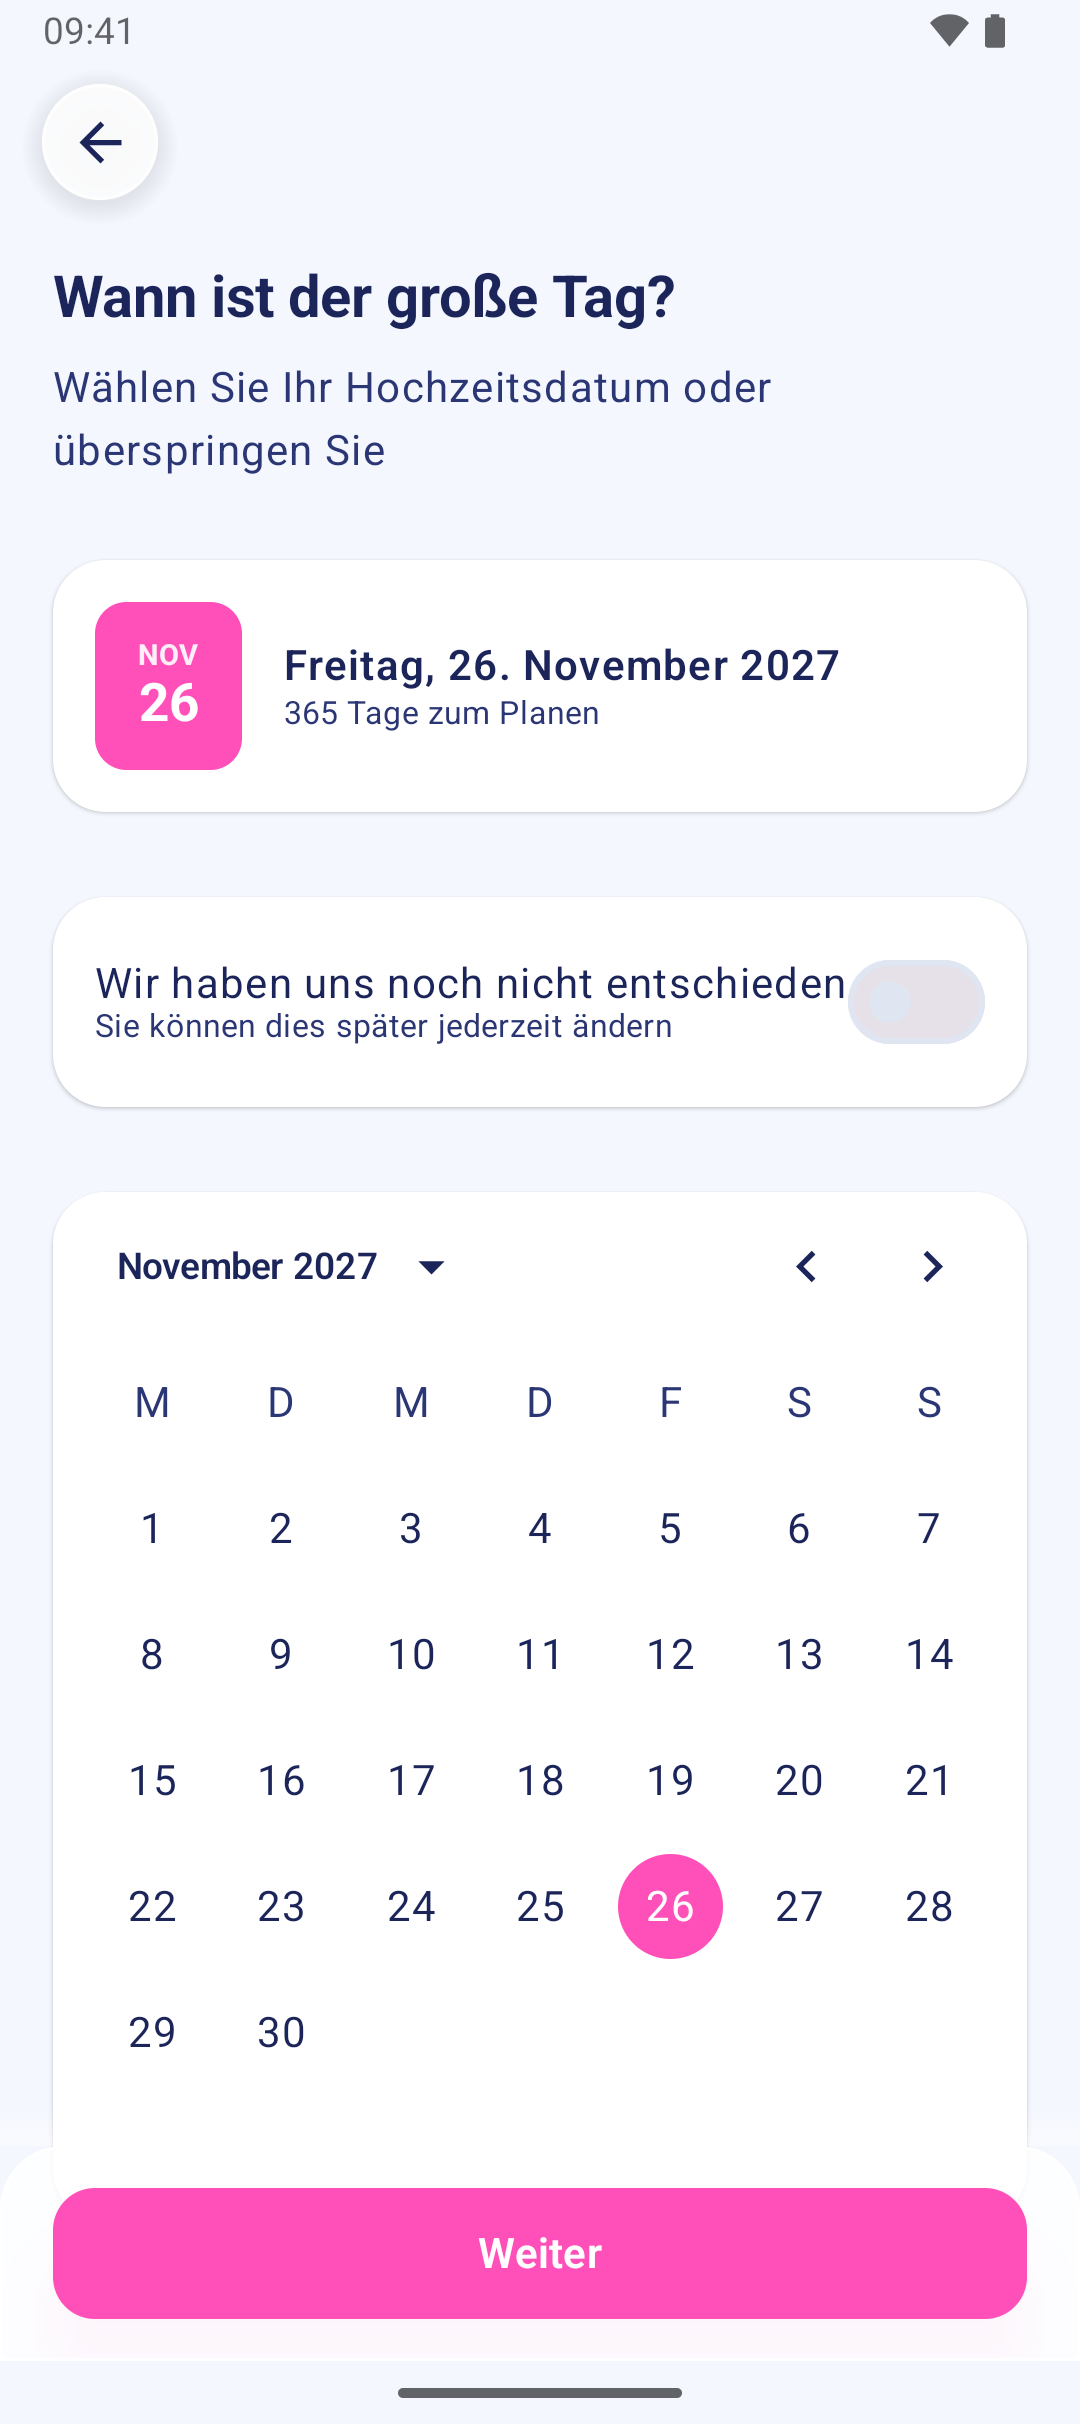 09:41
Wann ist der große Tag?
Wählen Sie Ihr Hochzeitsdatum oder
überspringen Sie
NOV
26
Freitag, 26. November 2027
365 Tage zum Planen
Wir haben uns noch nicht entschieden
Sie können dies später jederzeit ändern
November 2027
M D M D F S S
1 2 3 4 5 6 7
8 9 10 11 12 13 14
15 16 17 18 19 20 21
22 23 24 25 26 27 28
29 30
Weiter